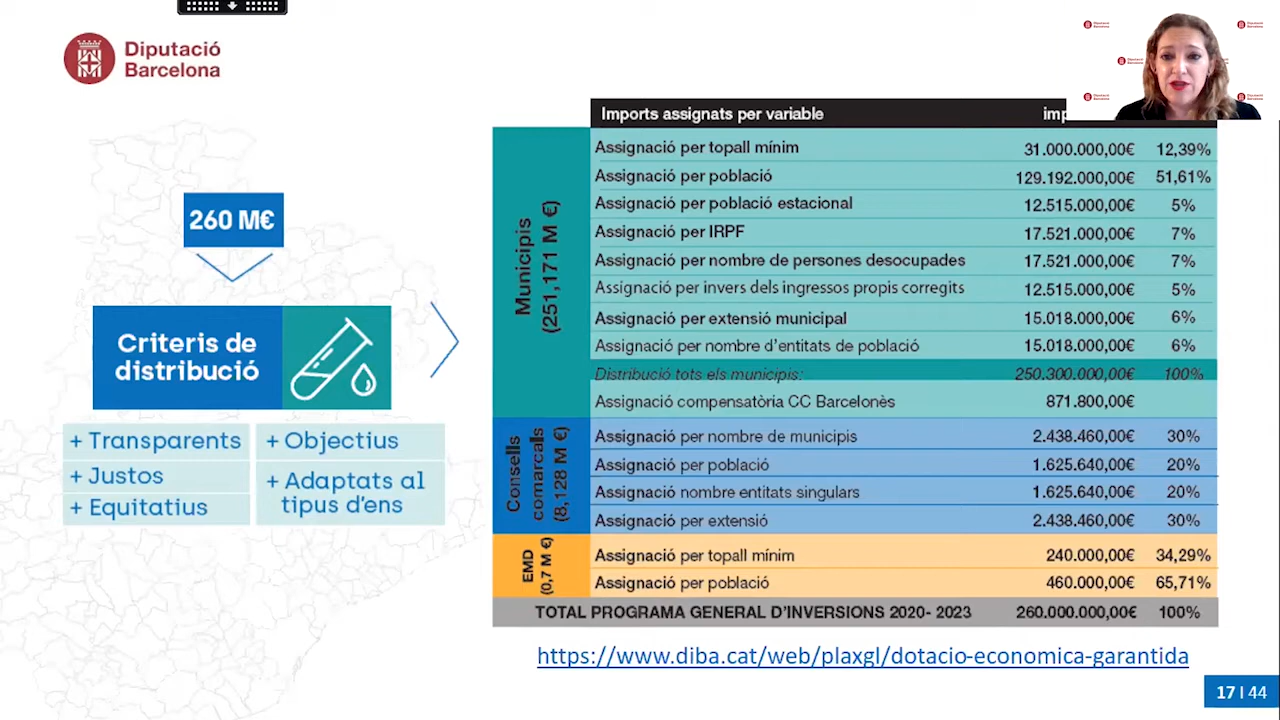 Diputació
Barcelona
260 M€
Criteris de
distribució
+ Transparents
+ Justos
+ Equitatius
+ Objectius
+ Adaptats al
tipus d'ens
Imports assignats per variable imp
Municipis
(251,171 M €)
Assignació per topall mínim 31.000.000,00€ 12,39%
Assignació per població 129.192.000,00€ 51,61%
Assignació per població estacional 12.515.000,00€ 5%
Assignació per IRPF 17.521.000,00€ 7%
Assignació per nombre de persones desocupades 17.521.000,00€ 7%
Assignació per invers dels ingressos propis corregits 12.515.000,00€ 5%
Assignació per extensió municipal 15.018.000,00€ 6%
Assignació per nombre d'entitats de població 15.018.000,00€ 6%
Distribució tots els municipis: 250.300.000,00€ 100%
Assignació compensatòria CC Barcelonès 871.800,00€
Consells
comarcals
(8,128 M €)
Assignació per nombre de municipis 2.438.460,00€ 30%
Assignació per població 1.625.640,00€ 20%
Assignació nombre entitats singulars 1.625.640,00€ 20%
Assignació per extensió 2.438.460,00€ 30%
EMD
(0,7 M €)
Assignació per topall mínim 240.000,00€ 34,29%
Assignació per població 460.000,00€ 65,71%
TOTAL PROGRAMA GENERAL D'INVERSIONS 2020- 2023 260.000.000,00€ 100%
https://www.diba.cat/web/plaxgl/dotacio-economica-garantida
17 | 44